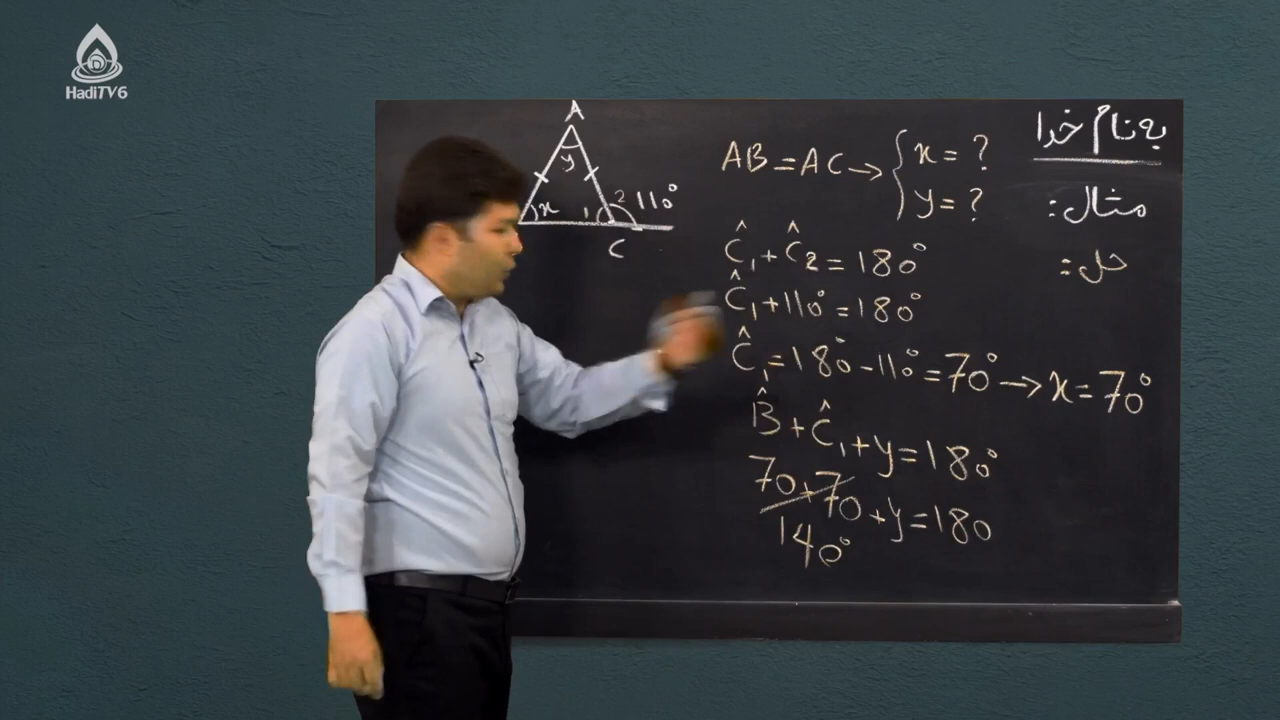 HadiTV6
به نام خدا
مثال:
AB = AC → { x = ?
y = ?
A
y
x 1 2 110°
C
حل:
Ĉ₁ + Ĉ₂ = 180°
Ĉ₁ + 110° = 180°
Ĉ₁ = 180° - 110° = 70° → x = 70°
B̂ + Ĉ₁ + y = 180°
70 + 70 + y = 180
140°